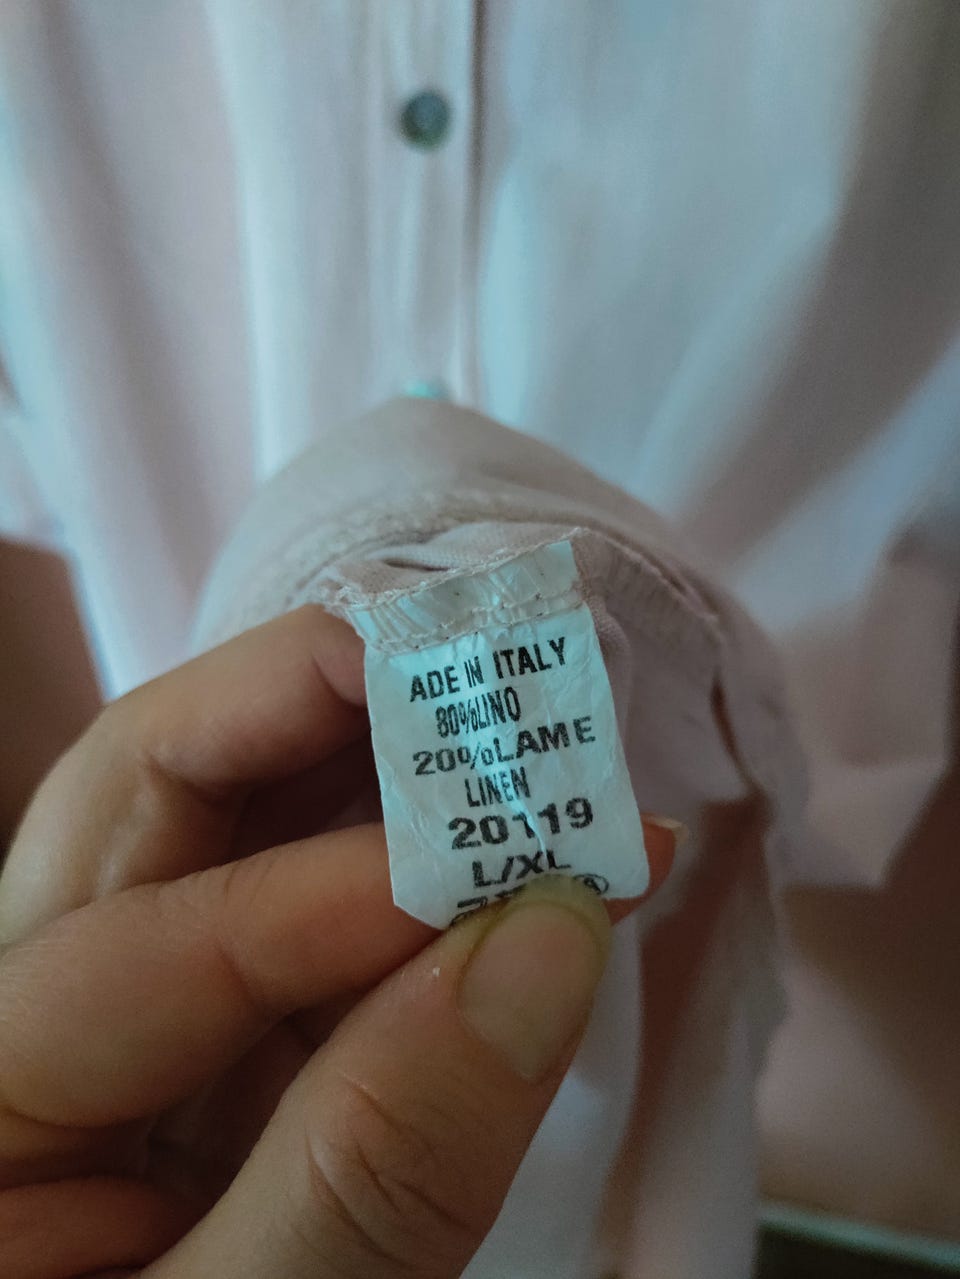 ADE IN ITALY
80%LINO
20%LAME
LINEN
20119
L/XL